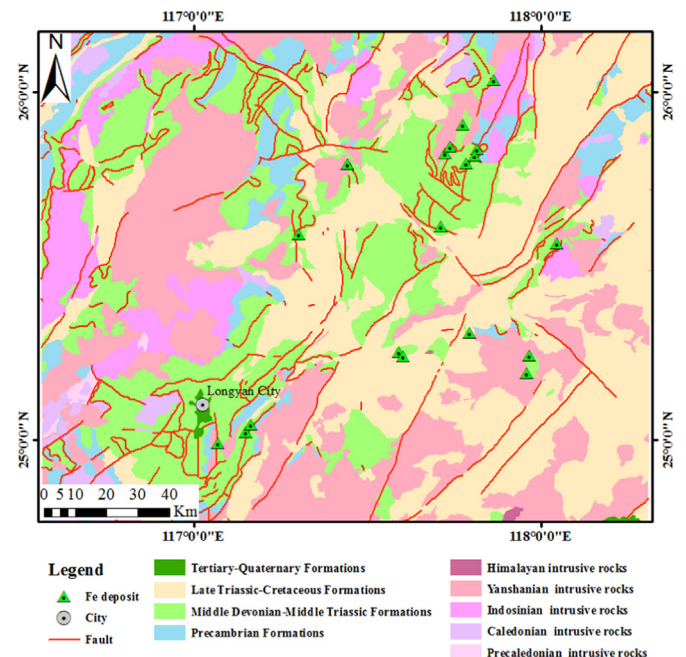 117°0'0"E
118°0'0"E
N
26°0'0"N
26°0'0"N
Longyan City
25°0'0"N
25°0'0"N
0 5 10 20 30 40
Km
117°0'0"E
118°0'0"E
Legend
Fe deposit
City
Fault
Tertiary-Quaternary Formations
Late Triassic-Cretaceous Formations
Middle Devonian-Middle Triassic Formations
Precambrian Formations
Himalayan intrusive rocks
Yanshanian intrusive rocks
Indosinian intrusive rocks
Caledonian intrusive rocks
Precaledonian intrusive rocks